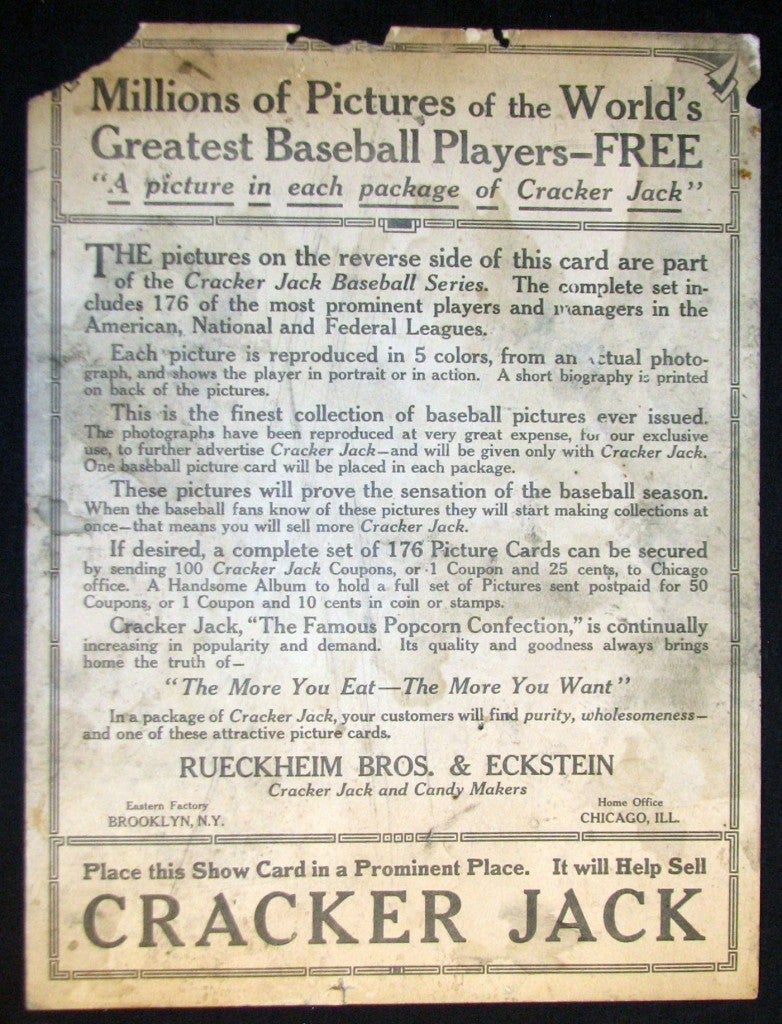 Millions of Pictures of the World's
Greatest Baseball Players—FREE
"A picture in each package of Cracker Jack"
THE pictures on the reverse side of this card are part
of the Cracker Jack Baseball Series. The complete set in-
cludes 176 of the most prominent players and managers in the
American, National and Federal Leagues.
Each picture is reproduced in 5 colors, from an actual photo-
graph, and shows the player in portrait or in action. A short biography is printed
on back of the pictures.
This is the finest collection of baseball pictures ever issued.
The photographs have been reproduced at very great expense, for our exclusive
use, to further advertise Cracker Jack—and will be given only with Cracker Jack.
One baseball picture card will be placed in each package.
These pictures will prove the sensation of the baseball season.
When the baseball fans know of these pictures they will start making collections at
once—that means you will sell more Cracker Jack.
If desired, a complete set of 176 Picture Cards can be secured
by sending 100 Cracker Jack Coupons, or 1 Coupon and 25 cents, to Chicago
office. A Handsome Album to hold a full set of Pictures sent postpaid for 50
Coupons, or 1 Coupon and 10 cents in coin or stamps.
Cracker Jack, "The Famous Popcorn Confection," is continually
increasing in popularity and demand. Its quality and goodness always brings
home the truth of—
"The More You Eat—The More You Want"
In a package of Cracker Jack, your customers will find purity, wholesomeness—
and one of these attractive picture cards.
RUECKHEIM BROS. & ECKSTEIN
Cracker Jack and Candy Makers
Eastern Factory
BROOKLYN, N.Y.
Home Office
CHICAGO, ILL.
Place this Show Card in a Prominent Place. It will Help Sell
CRACKER JACK